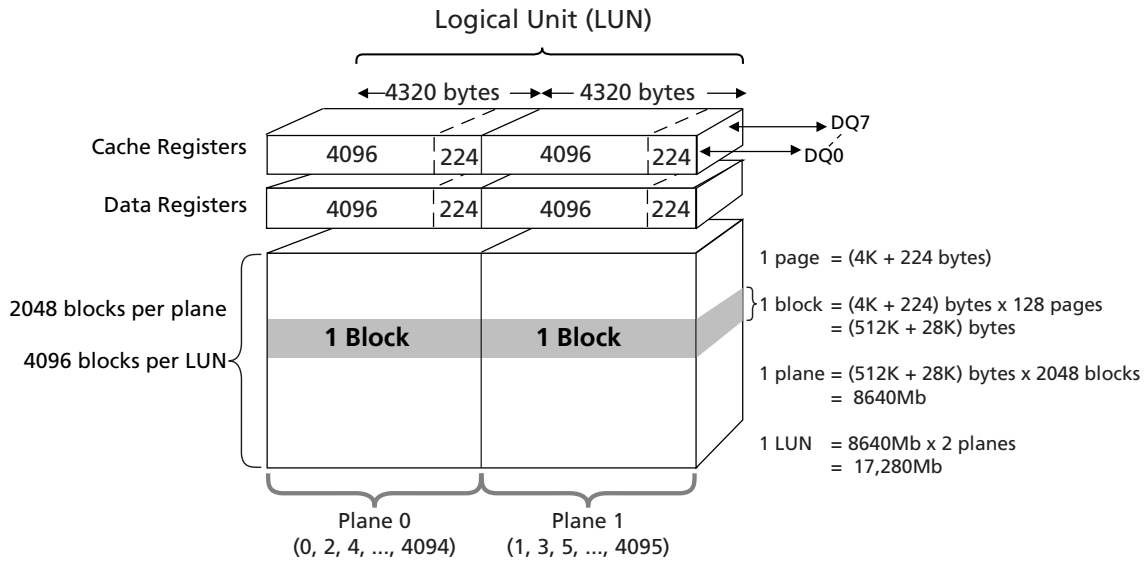 Logical Unit (LUN)
4320 bytes 4320 bytes
DQ7
Cache Registers 4096 224 4096 224 DQ0
Data Registers 4096 224 4096 224
1 page = (4K + 224 bytes)
2048 blocks per plane
4096 blocks per LUN
1 Block 1 Block
1 block = (4K + 224) bytes x 128 pages
= (512K + 28K) bytes
1 plane = (512K + 28K) bytes x 2048 blocks
= 8640Mb
1 LUN = 8640Mb x 2 planes
= 17,280Mb
Plane 0
(0, 2, 4, ..., 4094)
Plane 1
(1, 3, 5, ..., 4095)